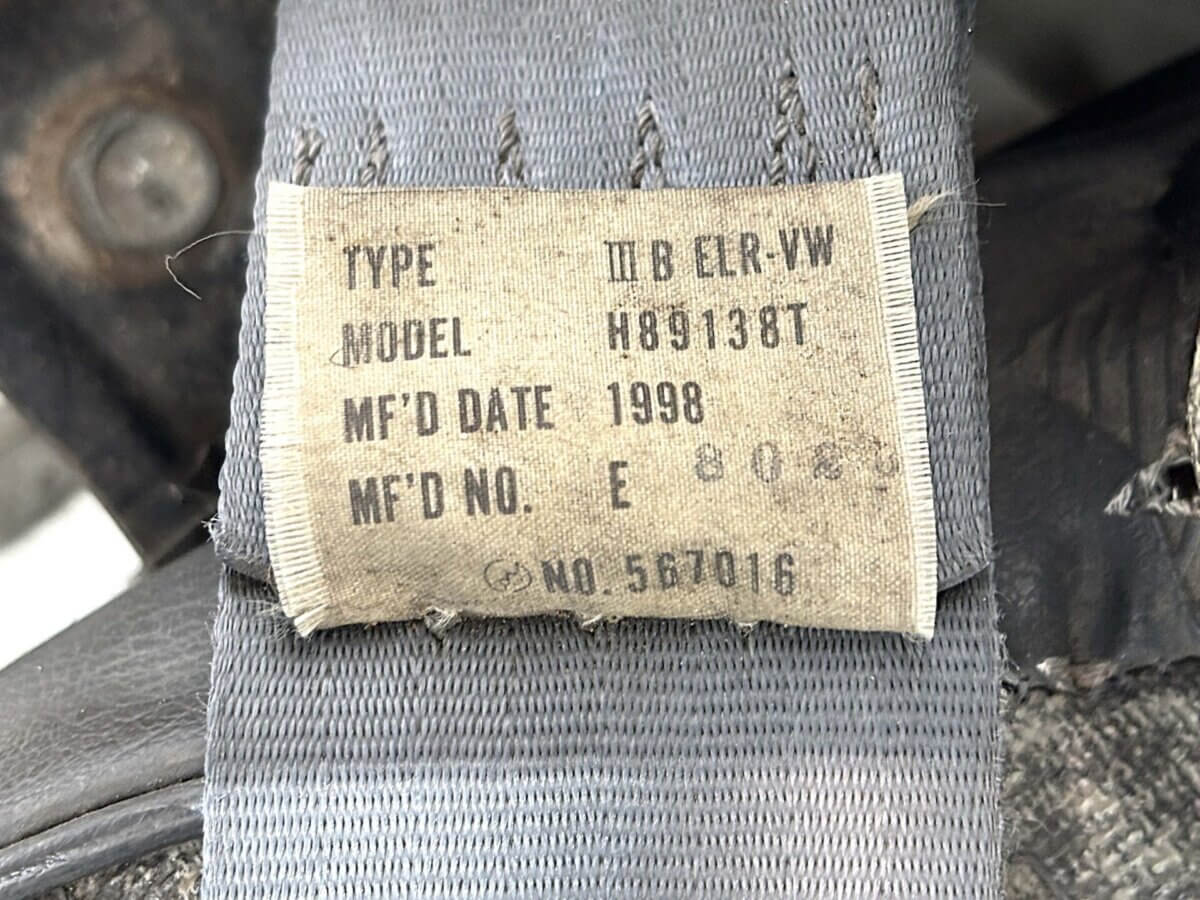 TYPE III B ELR-VW
MODEL H89138T
MF'D DATE 1998
MF'D NO. E
NO. 567016